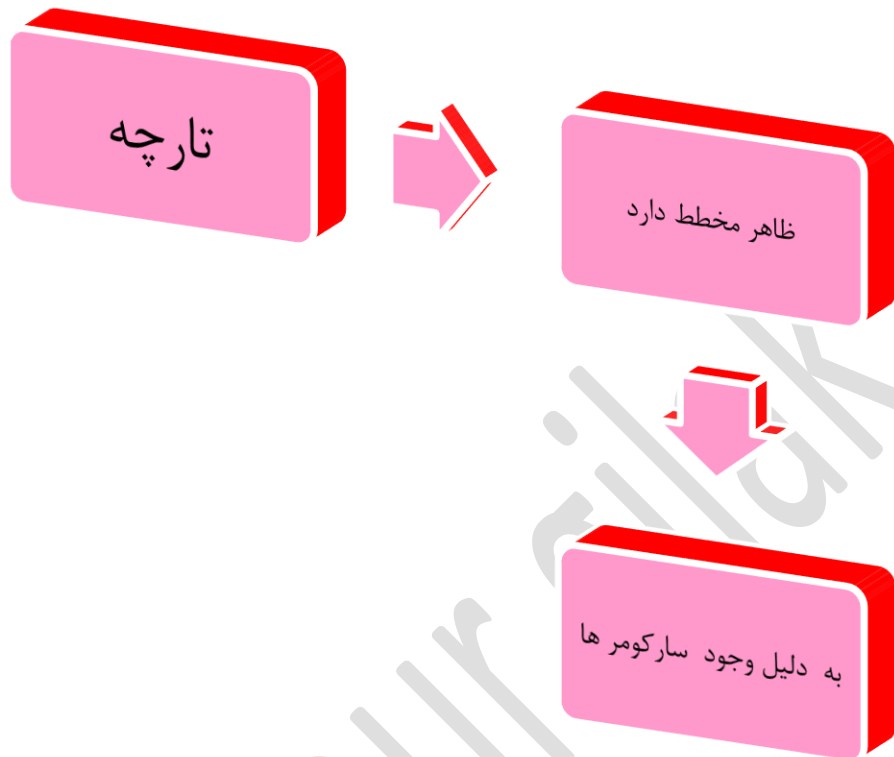 تارچه
ظاهر مخطط دارد
به دلیل وجود سارکومر ها